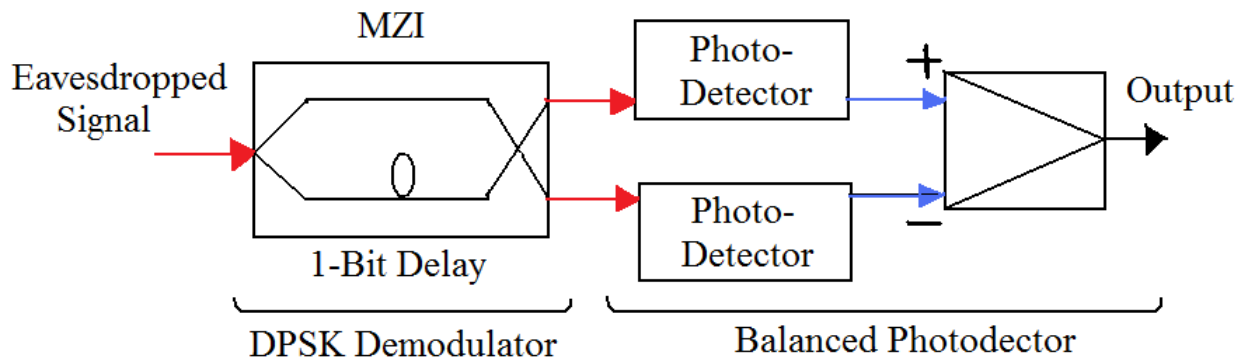 MZI
Eavesdropped
Signal
Photo-
Detector
+
Output
Photo-
Detector
−
1-Bit Delay
DPSK Demodulator
Balanced Photodector